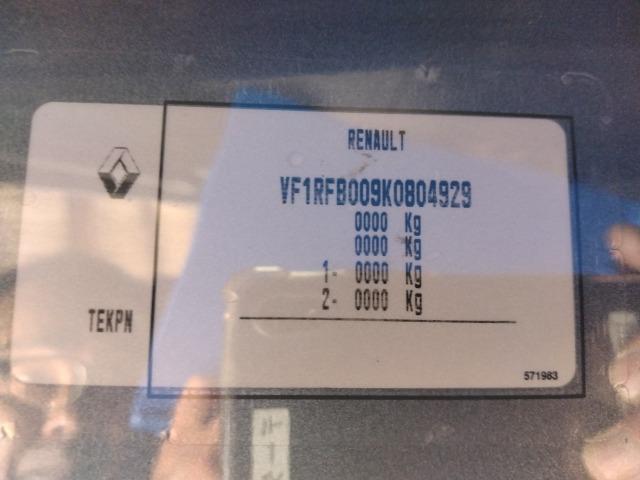 RENAULT
VF1RFB009K0804929
0000 Kg
0000 Kg
1- 0000 Kg
2- 0000 Kg
TEKPN
571983